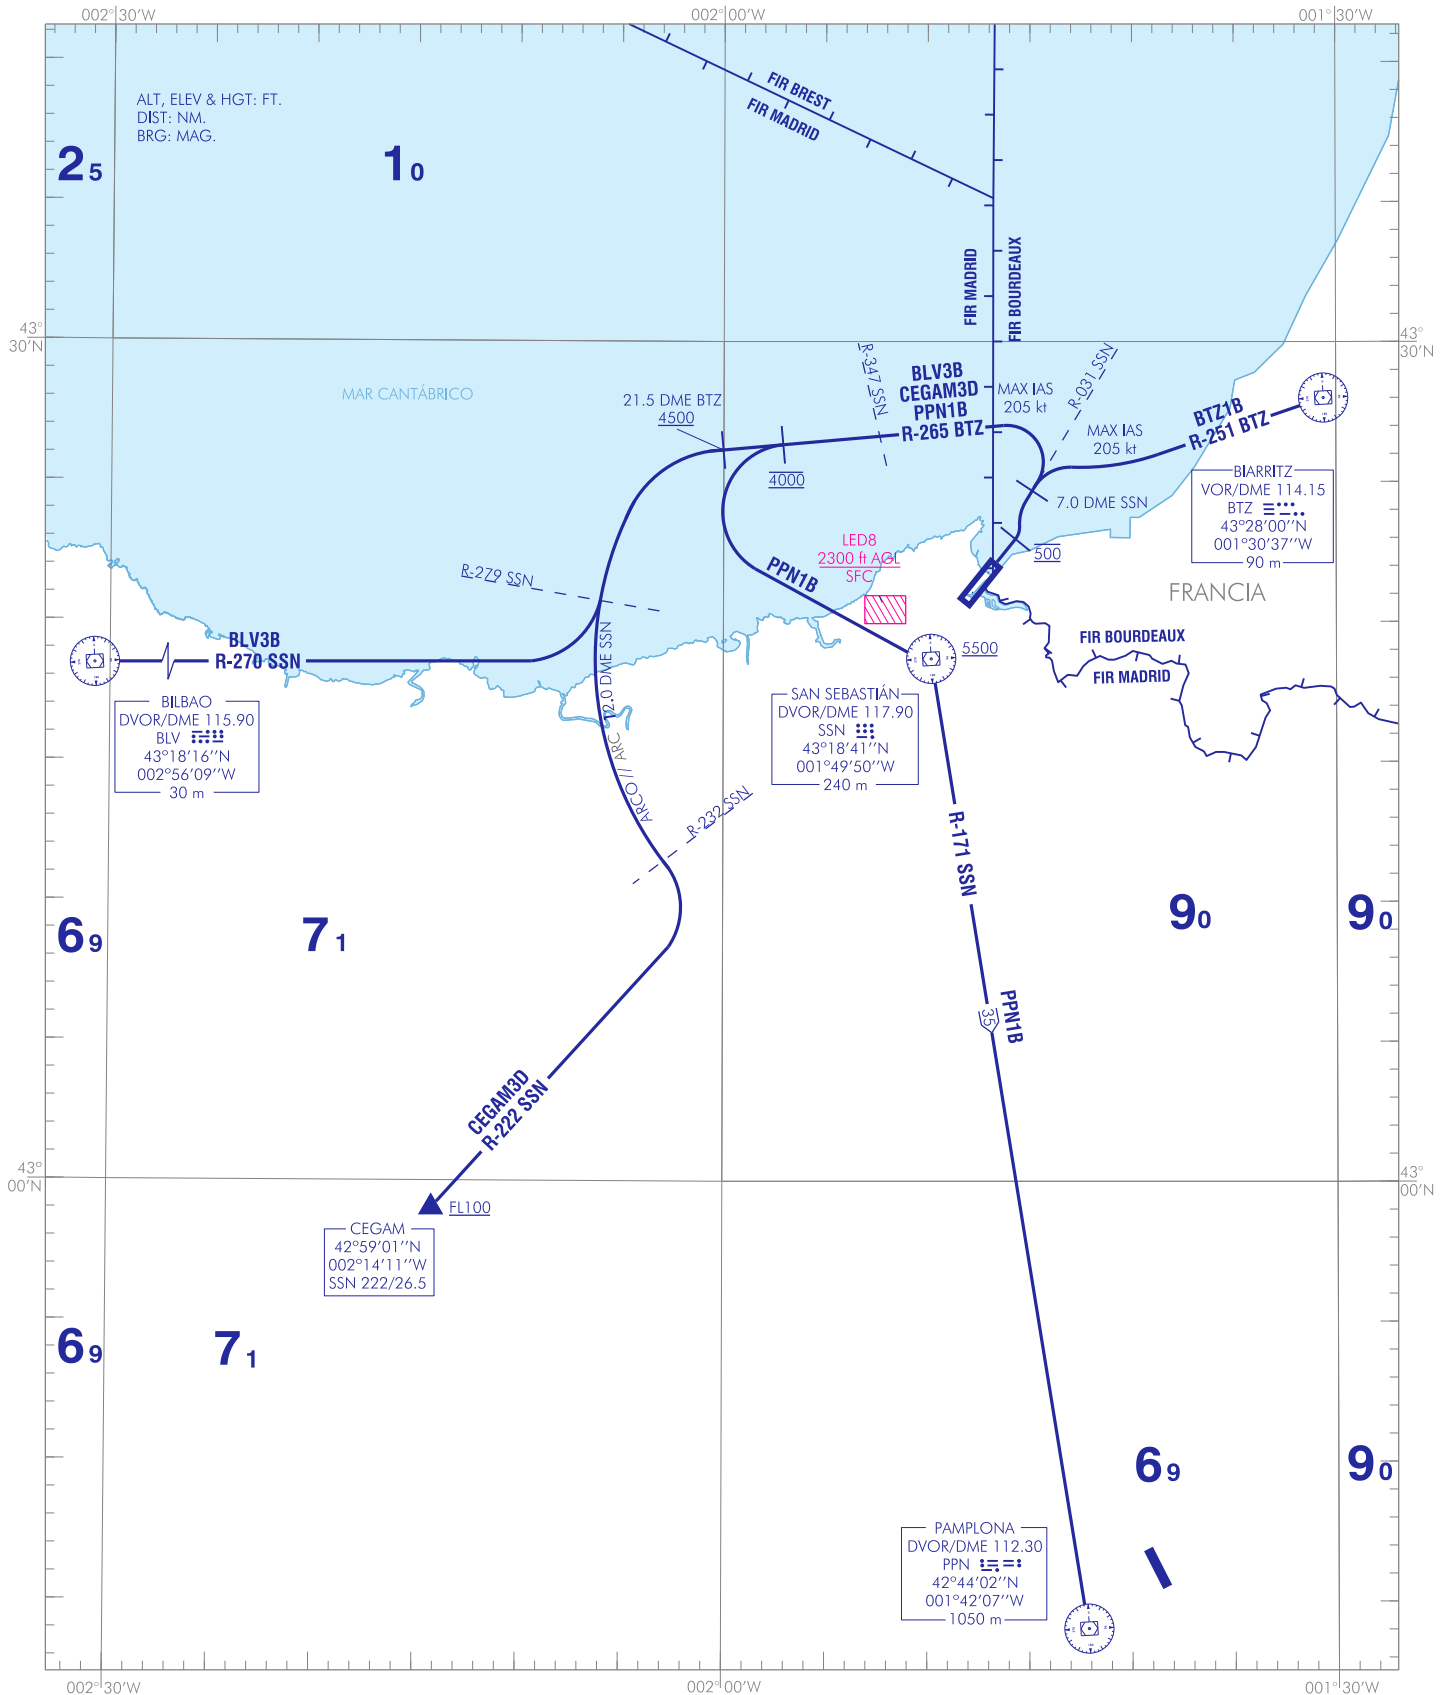 002°30'W
002°00'W
001°30'W
ALT, ELEV & HGT: FT.
DIST: NM.
BRG: MAG.
25
10
FIR BREST
FIR MADRID
FIR MADRID
FIR BOURDEAUX
43°
30'N
43°
30'N
MAR CANTÁBRICO
21.5 DME BTZ
4500
4000
R-347 SSN
BLV3B
CEGAM3D
PPN1B
R-265 BTZ
MAX IAS
205 kt
R-031 SSN
MAX IAS
205 kt
BTZ1B
R-251 BTZ
7.0 DME SSN
500
BIARRITZ
VOR/DME 114.15
BTZ
43°28'00''N
001°30'37''W
90 m
FRANCIA
LED8
2300 ft AGL
SFC
PPN1B
R-279 SSN
BLV3B
R-270 SSN
BILBAO
DVOR/DME 115.90
BLV
43°18'16''N
002°56'09''W
30 m
ARCO // ARC 12.0 DME SSN
5500
FIR BOURDEAUX
FIR MADRID
SAN SEBASTIÁN
DVOR/DME 117.90
SSN
43°18'41''N
001°49'50''W
240 m
R-232 SSN
R-171 SSN
69
71
90
90
35
PPN1B
CEGAM3D
R-222 SSN
43°
00'N
43°
00'N
FL100
CEGAM
42°59'01''N
002°14'11''W
SSN 222/26.5
69
71
69
90
PAMPLONA
DVOR/DME 112.30
PPN
42°44'02''N
001°42'07''W
1050 m
002°30'W
002°00'W
001°30'W